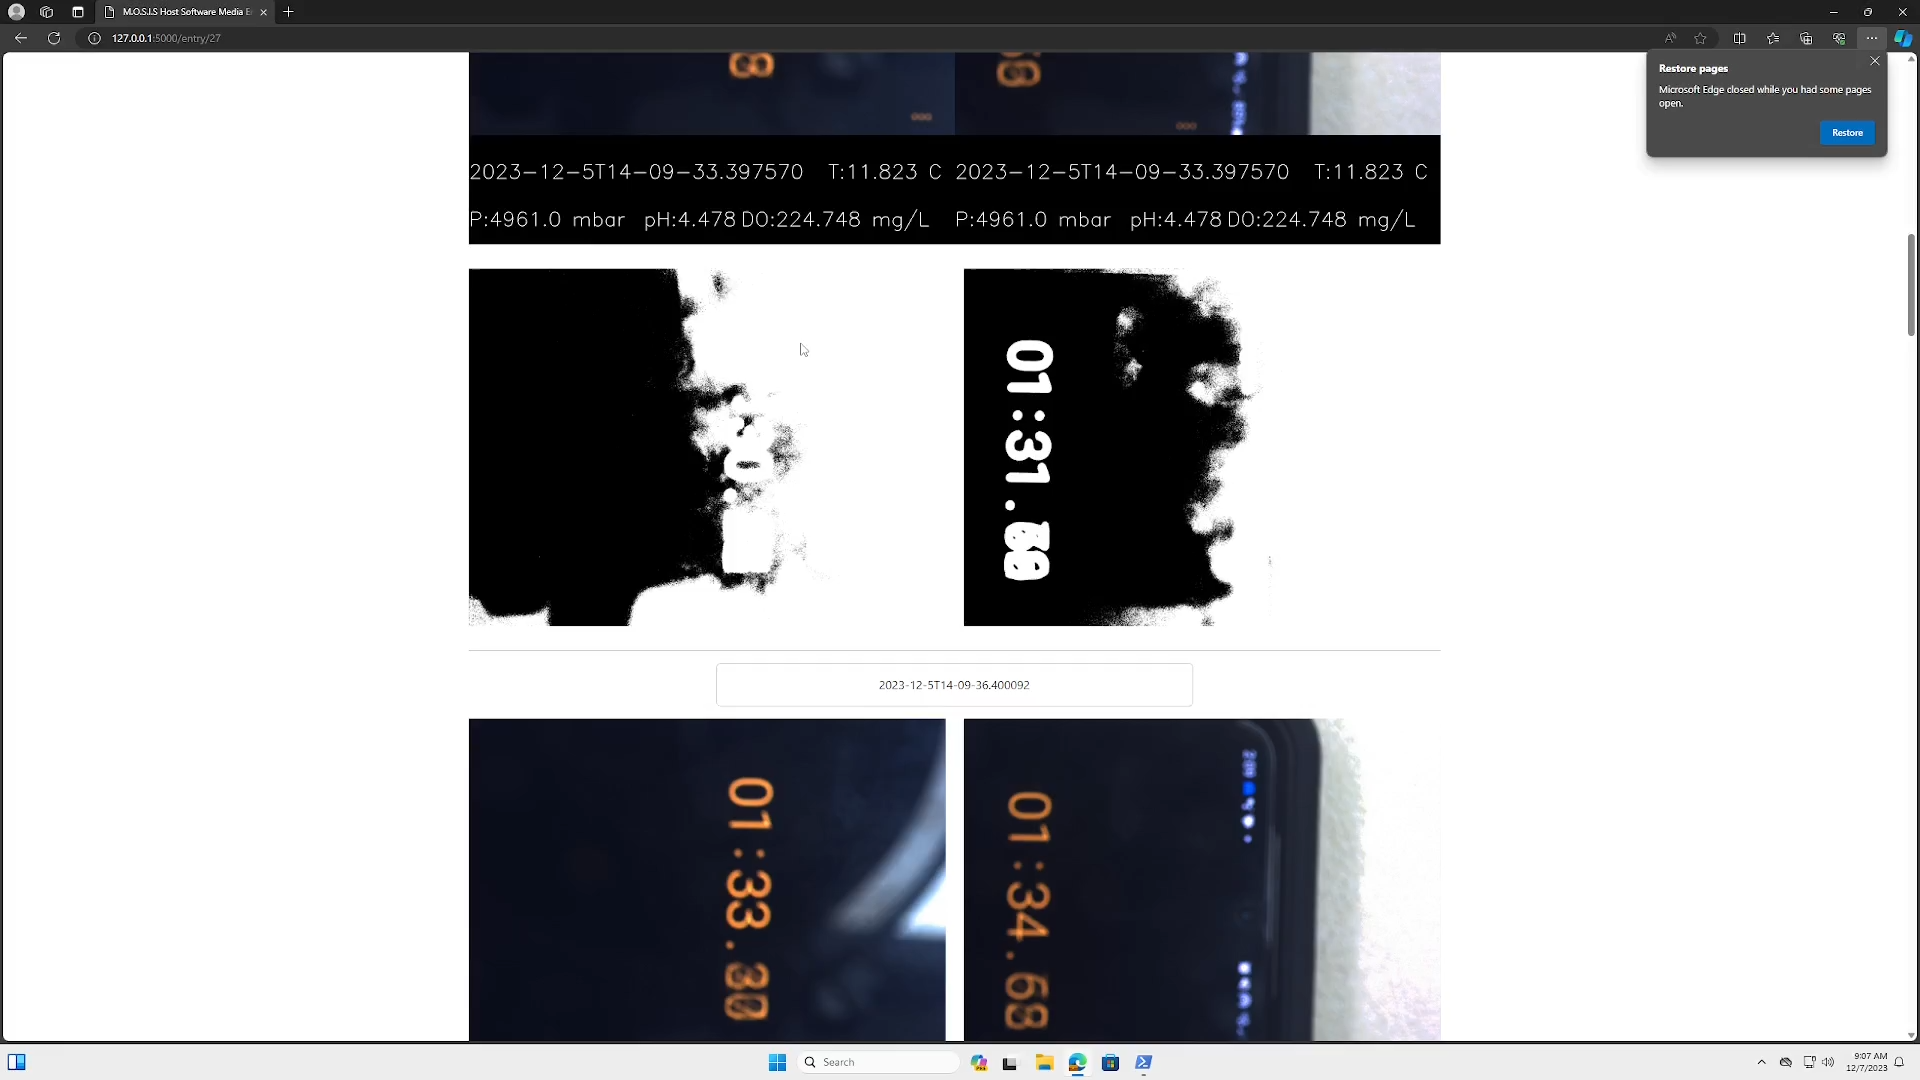 M.O.S.I.S Host Software Media E
127.0.0.1:5000/entry/27
Restore pages
Microsoft Edge closed while you had some pages
open.
Restore
2023-12-5T14-09-33.397570 T:11.823 C
P:4961.0 mbar pH:4.478 DO:224.748 mg/L
2023-12-5T14-09-33.397570 T:11.823 C
P:4961.0 mbar pH:4.478 DO:224.748 mg/L
01:31.
2023-12-5T14-09-36.400092
01:33.
01:34.
Search
9:07 AM
12/7/2023